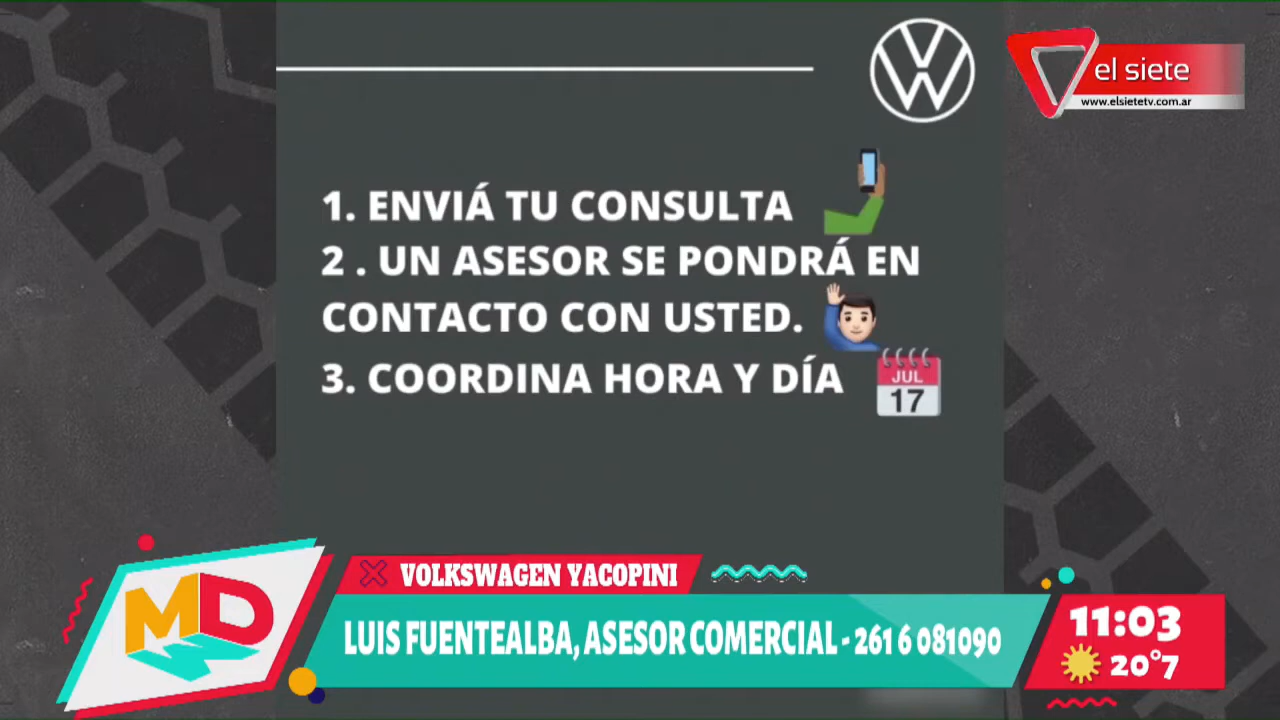 el siete
www.elsietetv.com.ar
1. ENVIÁ TU CONSULTA
2 . UN ASESOR SE PONDRÁ EN
CONTACTO CON USTED.
3. COORDINA HORA Y DÍA
JUL
17
MD
VOLKSWAGEN YACOPINI
LUIS FUENTEALBA, ASESOR COMERCIAL - 261 6 081090
11:03
20°7